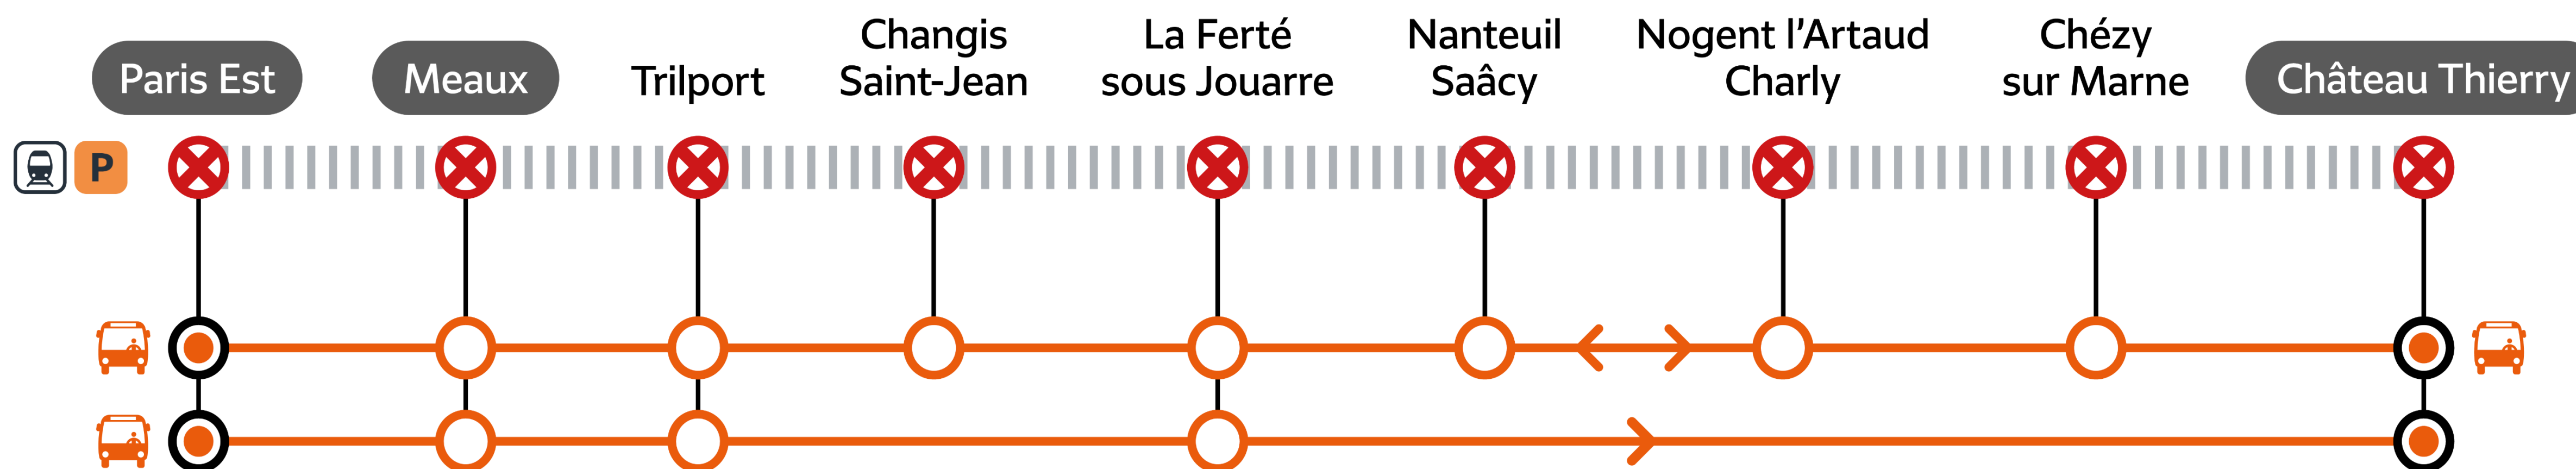 Paris Est
Meaux
Trilport
Changis
Saint-Jean
La Ferté
sous Jouarre
Nanteuil
Saâcy
Nogent l'Artaud
Charly
Chézy
sur Marne
Château Thierry
P